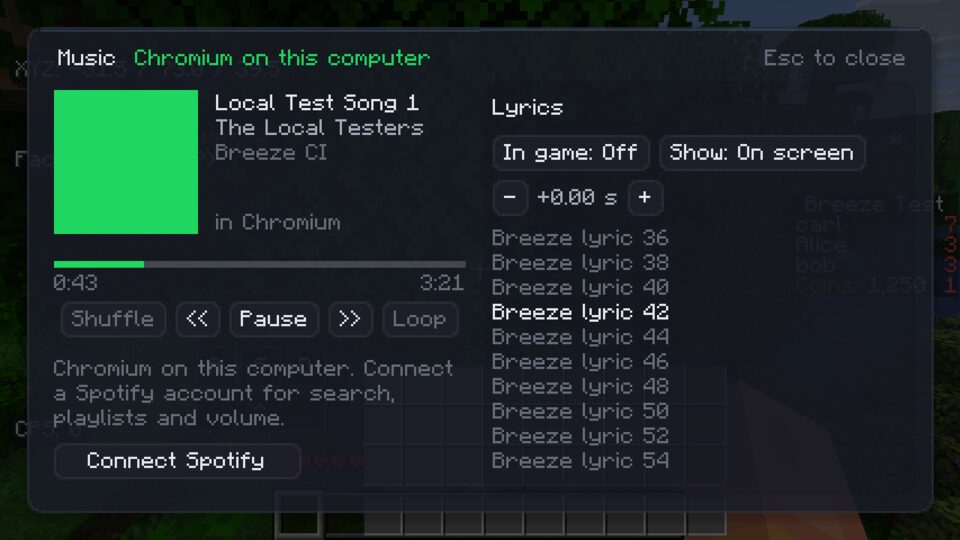 Music Chromium on this computer
Esc to close
Local Test Song 1
The Local Testers
Breeze CI
in Chromium
0:43 3:21
Shuffle << Pause >> Loop
Chromium on this computer. Connect
a Spotify account for search,
playlists and volume.
Connect Spotify
Lyrics
In game: Off Show: On screen
- +0.00 s +
Breeze lyric 36
Breeze lyric 38
Breeze lyric 40
Breeze lyric 42
Breeze lyric 44
Breeze lyric 46
Breeze lyric 48
Breeze lyric 50
Breeze lyric 52
Breeze lyric 54
Breeze Test
carl 7
Alice 3
bob 3
Coins: 1,250 1